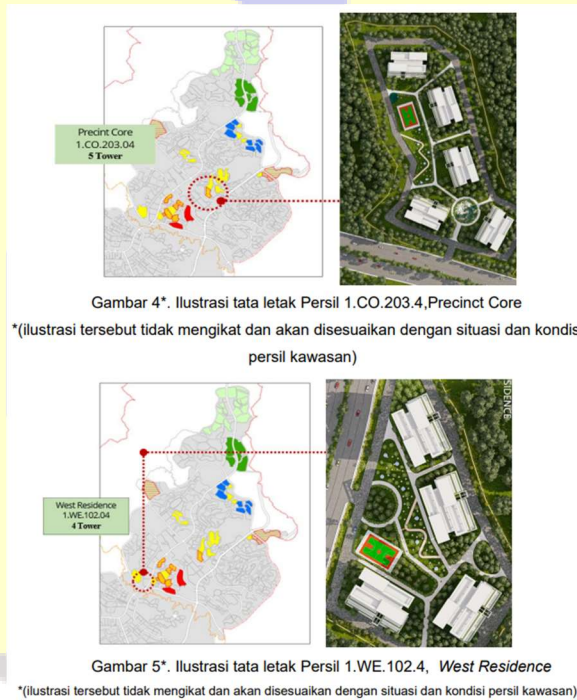 Precint Core
1.CO.203.04
5 Tower
Gambar 4*. Ilustrasi tata letak Persil 1.CO.203.4,Precinct Core
*(ilustrasi tersebut tidak mengikat dan akan disesuaikan dengan situasi dan kondis
persil kawasan)
SIDENCE
West Residence
1.WE.102.04
4 Tower
Gambar 5*. Ilustrasi tata letak Persil 1.WE.102.4, West Residence
*(ilustrasi tersebut tidak mengikat dan akan disesuaikan dengan situasi dan kondisi persil kawasan)